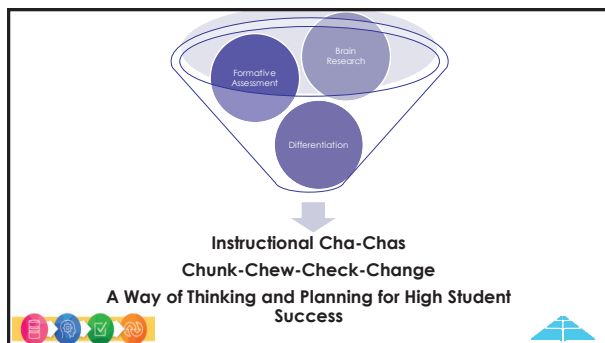 Brain
Research
Formative
Assessment
Differentiation
Instructional Cha-Chas
Chunk-Chew-Check-Change
A Way of Thinking and Planning for High Student
Success